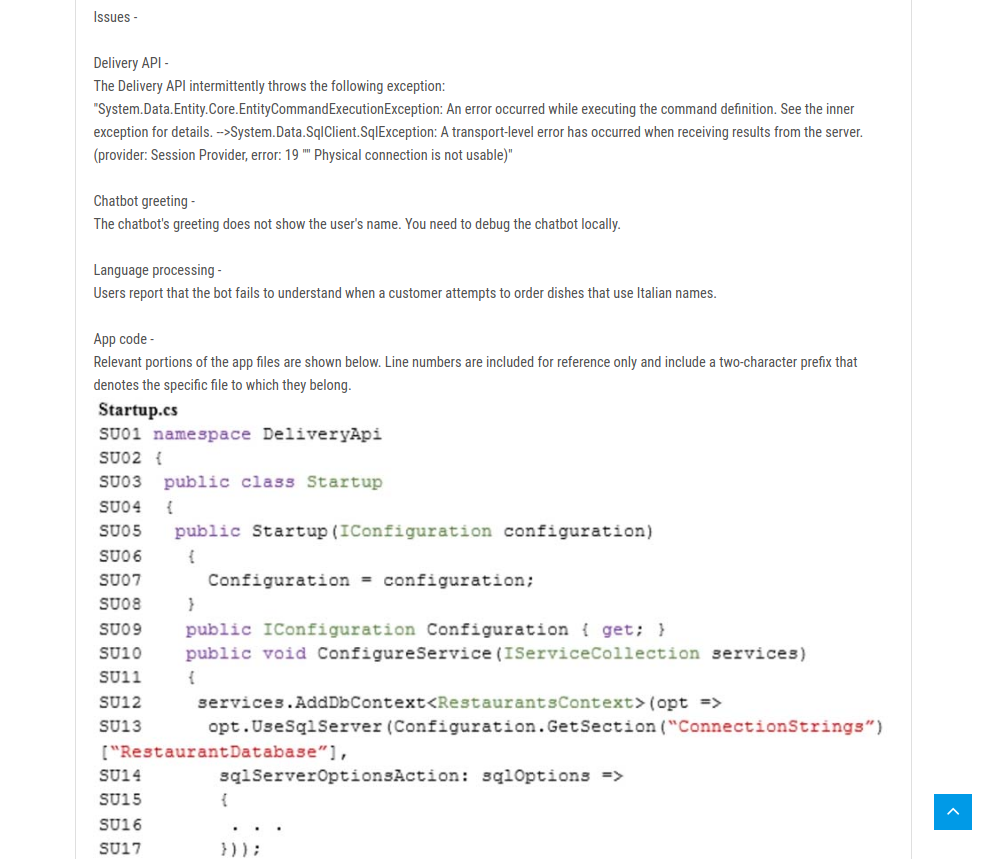 Issues -
Delivery API -
The Delivery API intermittently throws the following exception:
"System.Data.Entity.Core.EntityCommandExecutionException: An error occurred while executing the command definition. See the inner
exception for details. -->System.Data.SqlClient.SqlException: A transport-level error has occurred when receiving results from the server.
(provider: Session Provider, error: 19 "" Physical connection is not usable)"
Chatbot greeting -
The chatbot's greeting does not show the user's name. You need to debug the chatbot locally.
Language processing -
Users report that the bot fails to understand when a customer attempts to order dishes that use Italian names.
App code -
Relevant portions of the app files are shown below. Line numbers are included for reference only and include a two-character prefix that
denotes the specific file to which they belong.
Startup.cs
SU01 namespace DeliveryApi
SU02 {
SU03 public class Startup
SU04 {
SU05 public Startup(IConfiguration configuration)
SU06 {
SU07 Configuration = configuration;
SU08 }
SU09 public IConfiguration Configuration { get; }
SU10 public void ConfigureService(IServiceCollection services)
SU11 {
SU12 services.AddDbContext<RestaurantsContext>(opt =>
SU13 opt.UseSqlServer(Configuration.GetSection(“ConnectionStrings”)
[“RestaurantDatabase”],
SU14 sqlServerOptionsAction: sqlOptions =>
SU15 {
SU16 . . .
SU17 }));